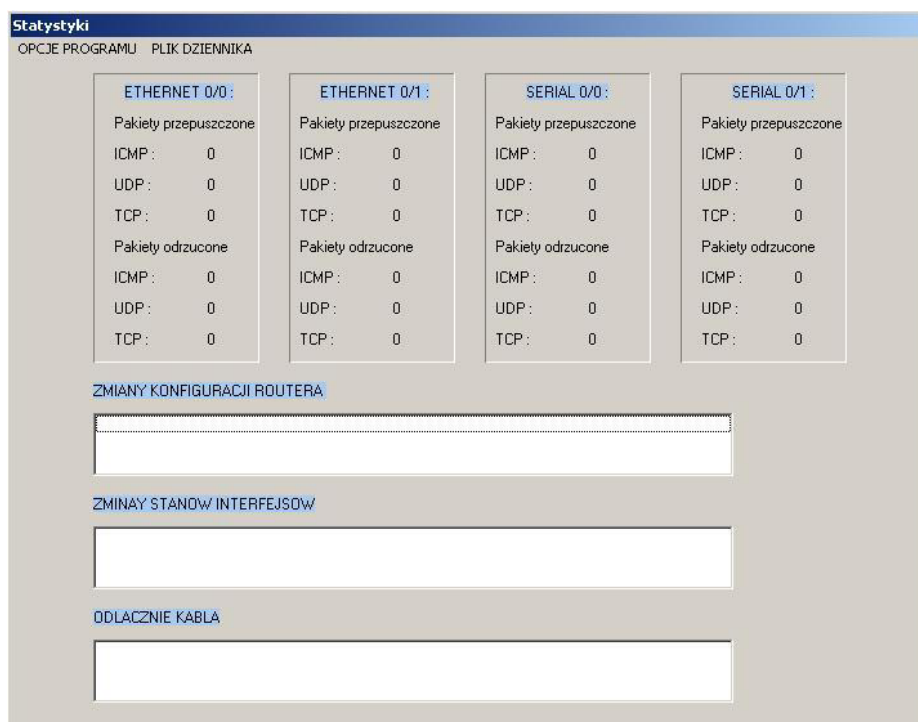 Statystyki
OPCJE PROGRAMU PLIK DZIENNIKA
ETHERNET 0/0 : ETHERNET 0/1 : SERIAL 0/0 : SERIAL 0/1 :
Pakiety przepuszczone Pakiety przepuszczone Pakiety przepuszczone Pakiety przepuszczone
ICMP : 0 ICMP : 0 ICMP : 0 ICMP : 0
UDP : 0 UDP : 0 UDP : 0 UDP : 0
TCP : 0 TCP : 0 TCP : 0 TCP : 0
Pakiety odrzucone Pakiety odrzucone Pakiety odrzucone Pakiety odrzucone
ICMP : 0 ICMP : 0 ICMP : 0 ICMP : 0
UDP : 0 UDP : 0 UDP : 0 UDP : 0
TCP : 0 TCP : 0 TCP : 0 TCP : 0
ZMIANY KONFIGURACJI ROUTERA
ZMINAY STANOW INTERFEJSOW
ODLACZNIE KABLA